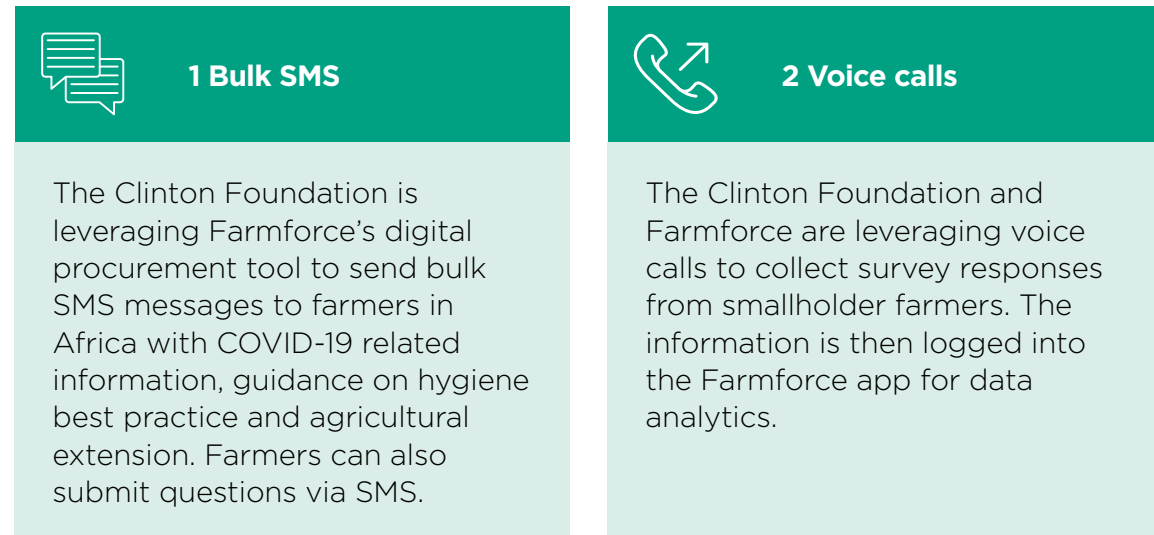 1 Bulk SMS
The Clinton Foundation is
leveraging Farmforce’s digital
procurement tool to send bulk
SMS messages to farmers in
Africa with COVID-19 related
information, guidance on hygiene
best practice and agricultural
extension. Farmers can also
submit questions via SMS.
2 Voice calls
The Clinton Foundation and
Farmforce are leveraging voice
calls to collect survey responses
from smallholder farmers. The
information is then logged into
the Farmforce app for data
analytics.